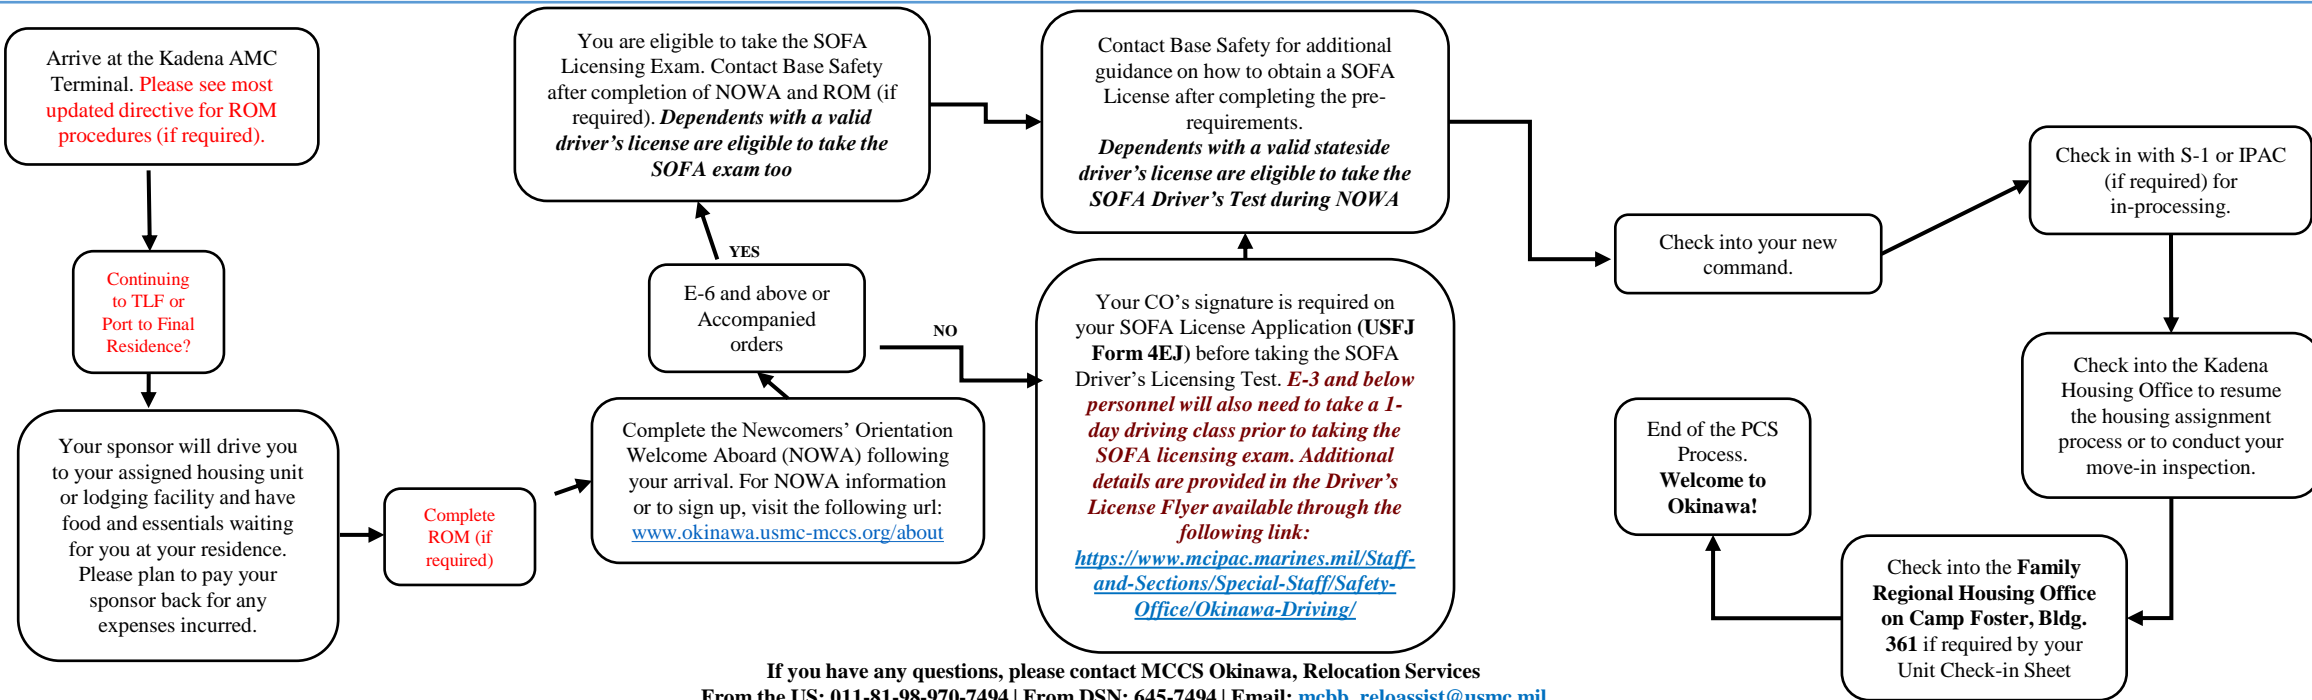 Arrive at the Kadena AMC
Terminal. Please see most
updated directive for ROM
procedures (if required).
Continuing
to TLF or
Port to Final
Residence?
Your sponsor will drive you
to your assigned housing unit
or lodging facility and have
food and essentials waiting
for you at your residence.
Please plan to pay your
sponsor back for any
expenses incurred.
Complete
ROM (if
required)
Complete the Newcomers’ Orientation
Welcome Aboard (NOWA) following
your arrival. For NOWA information
or to sign up, visit the following url:
www.okinawa.usmc-mccs.org/about
E-6 and above or
Accompanied
orders
YES
NO
You are eligible to take the SOFA
Licensing Exam. Contact Base Safety
after completion of NOWA and ROM (if
required). Dependents with a valid
driver’s license are eligible to take the
SOFA exam too
Your CO’s signature is required on
your SOFA License Application (USFJ
Form 4EJ) before taking the SOFA
Driver’s Licensing Test. E-3 and below
personnel will also need to take a 1-
day driving class prior to taking the
SOFA licensing exam. Additional
details are provided in the Driver’s
License Flyer available through the
following link:
https://www.mcipac.marines.mil/Staff-
and-Sections/Special-Staff/Safety-
Office/Okinawa-Driving/
Contact Base Safety for additional
guidance on how to obtain a SOFA
License after completing the pre-
requirements.
Dependents with a valid stateside
driver’s license are eligible to take the
SOFA Driver’s Test during NOWA
Check into your new
command.
Check in with S-1 or IPAC
(if required) for
in-processing.
Check into the Kadena
Housing Office to resume
the housing assignment
process or to conduct your
move-in inspection.
Check into the Family
Regional Housing Office
on Camp Foster, Bldg.
361 if required by your
Unit Check-in Sheet
End of the PCS
Process.
Welcome to
Okinawa!
If you have any questions, please contact MCCS Okinawa, Relocation Services
From the US: 011-81-98-970-7494 | From DSN: 645-7494 | Email: mcbb_reloassist@usmc.mil